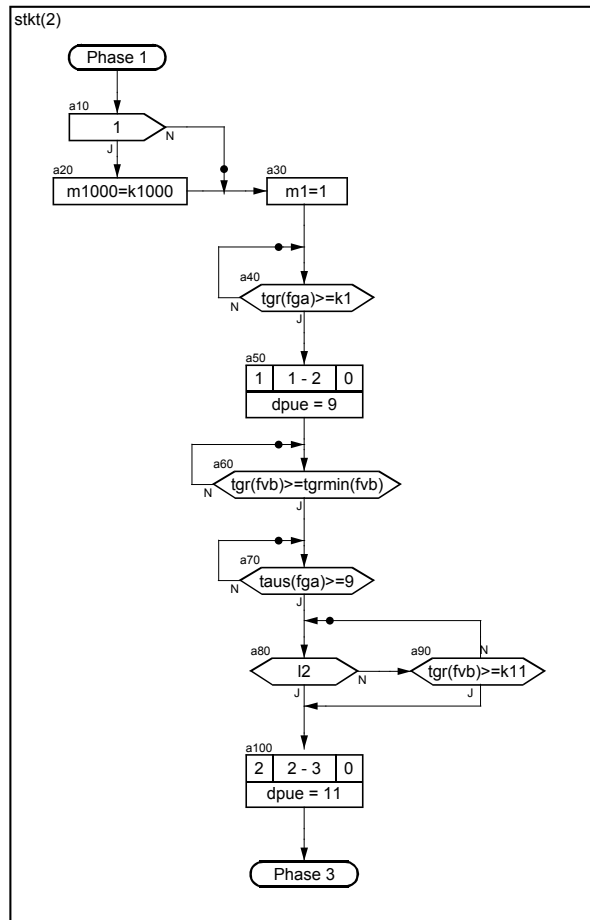 stkt(2)
Phase 1
a10
1
N
J
a20
m1000=k1000
a30
m1=1
a40
tgr(fga)>=k1
N
J
a50
1 1 - 2 0
dpue = 9
a60
tgr(fvb)>=tgrmin(fvb)
N
J
a70
taus(fga)>=9
N
J
a80
l2
N
J
a90
N
tgr(fvb)>=k11
J
a100
2 2 - 3 0
dpue = 11
Phase 3